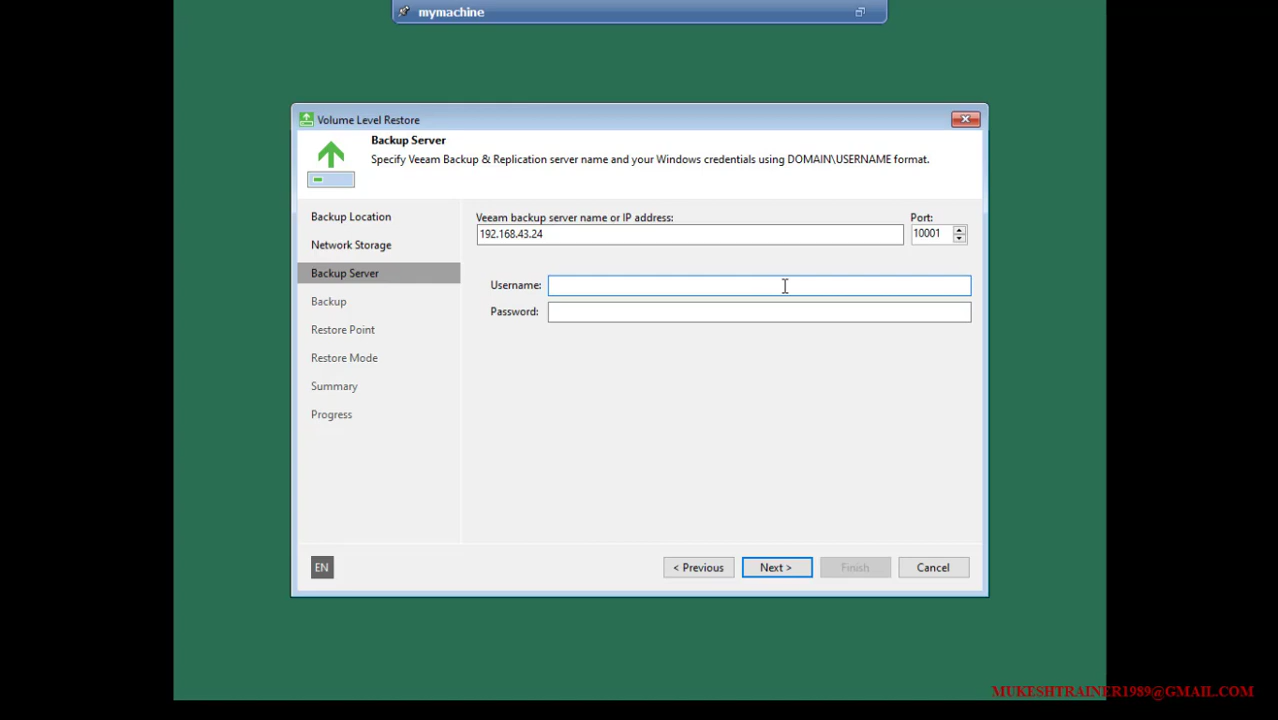 mymachine
Volume Level Restore
Backup Server
Specify Veeam Backup & Replication server name and your Windows credentials using DOMAIN\USERNAME format.
Backup Location
Network Storage
Backup Server
Backup
Restore Point
Restore Mode
Summary
Progress
Veeam backup server name or IP address:
Port:
192.168.43.24
10001
Username:
Password:
EN
< Previous
Next >
Finish
Cancel
MUKESHTRAINER1989@GMAIL.COM